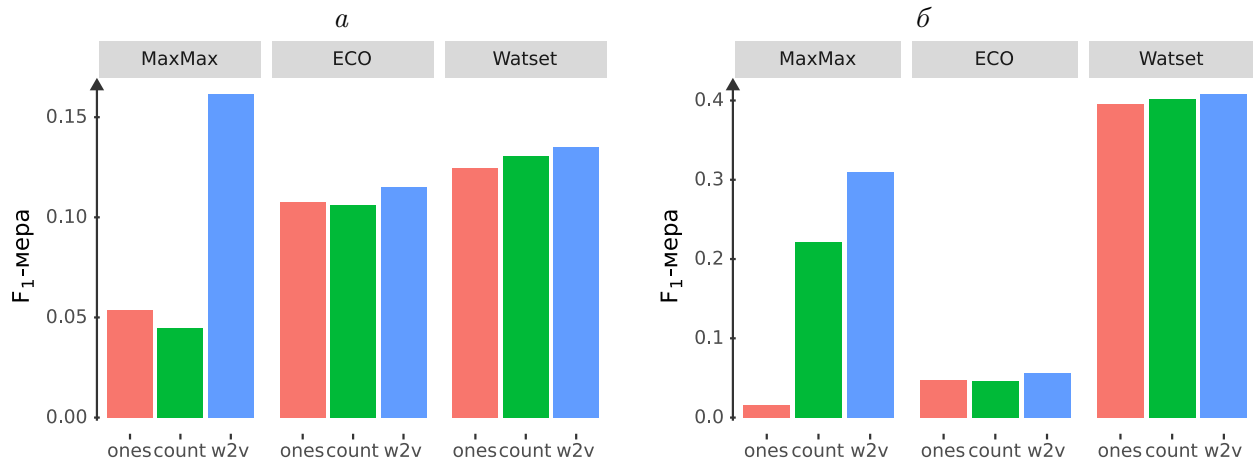 а
MaxMax ECO Watset
F1-мера
0.15
0.10
0.05
0.00
ones count w2v ones count w2v ones count w2v
б
MaxMax ECO Watset
F1-мера
0.4
0.3
0.2
0.1
0.0
ones count w2v ones count w2v ones count w2v